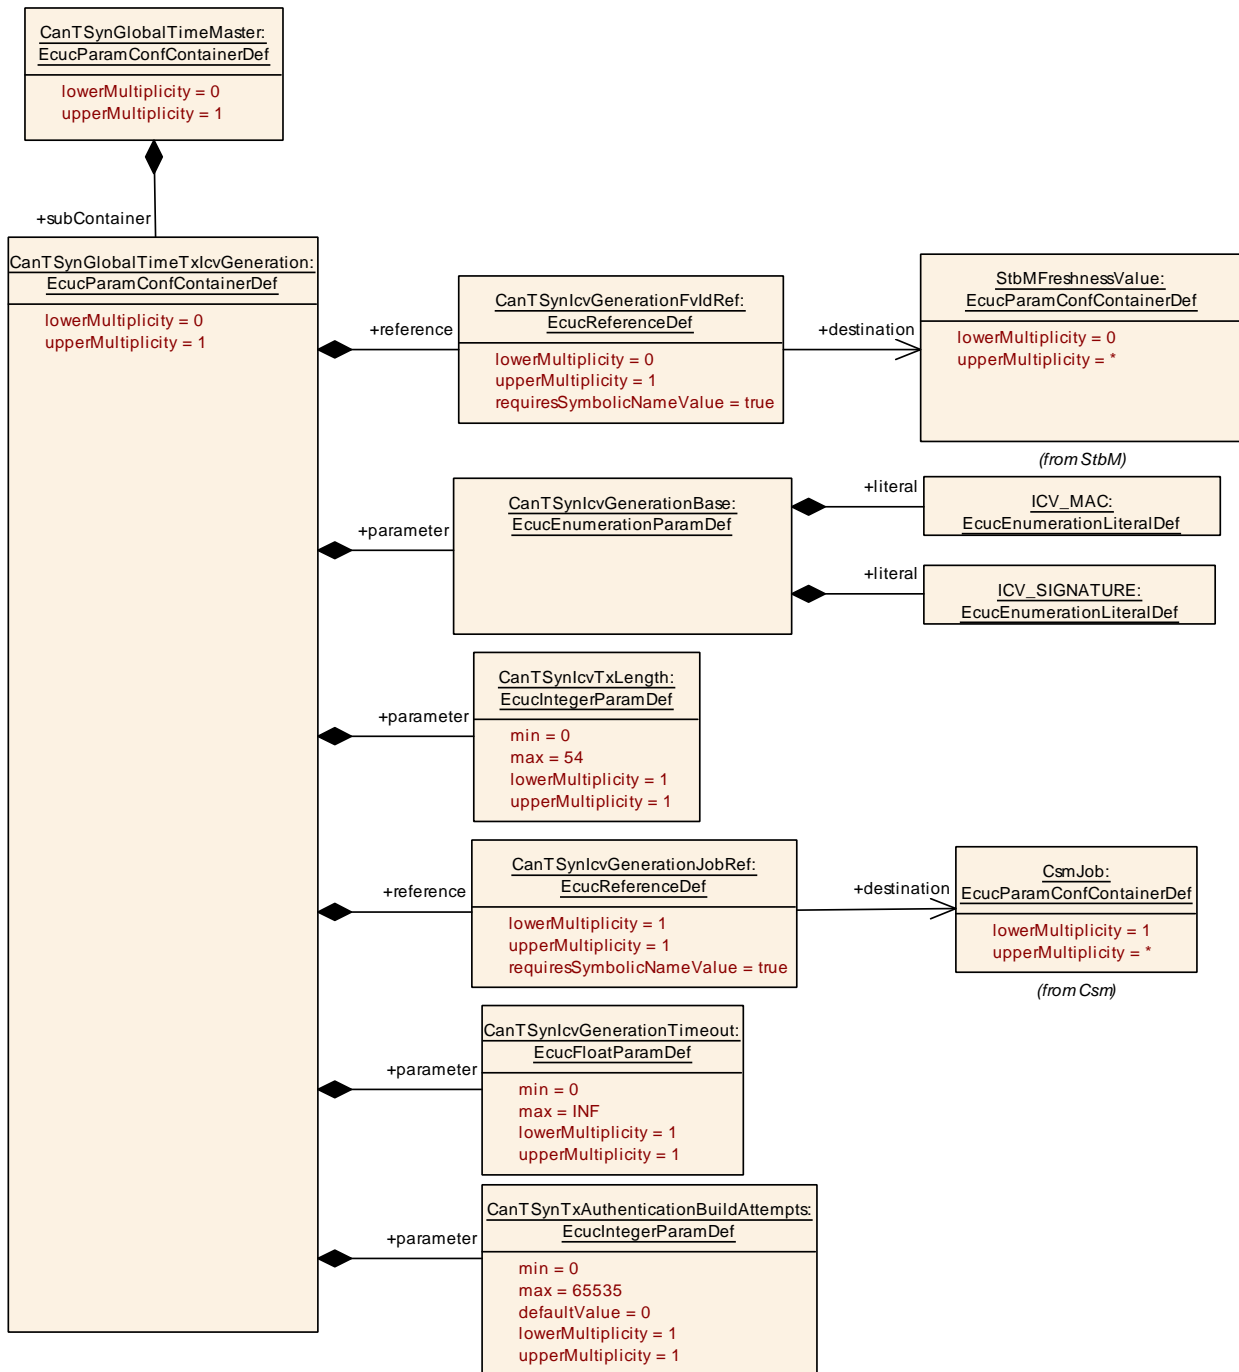 CanTSynGlobalTimeMaster:
EcucParamConfContainerDef
lowerMultiplicity = 0
upperMultiplicity = 1
+subContainer
CanTSynGlobalTimeTxIcvGeneration:
EcucParamConfContainerDef
lowerMultiplicity = 0
upperMultiplicity = 1
+reference
CanTSynIcvGenerationFvIdRef:
EcucReferenceDef
lowerMultiplicity = 0
upperMultiplicity = 1
requiresSymbolicNameValue = true
+destination
StbMFreshnessValue:
EcucParamConfContainerDef
lowerMultiplicity = 0
upperMultiplicity = *
(from StbM)
+parameter
CanTSynIcvGenerationBase:
EcucEnumerationParamDef
+literal
ICV_MAC:
EcucEnumerationLiteralDef
+literal
ICV_SIGNATURE:
EcucEnumerationLiteralDef
+parameter
CanTSynIcvTxLength:
EcucIntegerParamDef
min = 0
max = 54
lowerMultiplicity = 1
upperMultiplicity = 1
+reference
CanTSynIcvGenerationJobRef:
EcucReferenceDef
lowerMultiplicity = 1
upperMultiplicity = 1
requiresSymbolicNameValue = true
+destination
CsmJob:
EcucParamConfContainerDef
lowerMultiplicity = 1
upperMultiplicity = *
(from Csm)
+parameter
CanTSynIcvGenerationTimeout:
EcucFloatParamDef
min = 0
max = INF
lowerMultiplicity = 1
upperMultiplicity = 1
+parameter
CanTSynTxAuthenticationBuildAttempts:
EcucIntegerParamDef
min = 0
max = 65535
defaultValue = 0
lowerMultiplicity = 1
upperMultiplicity = 1